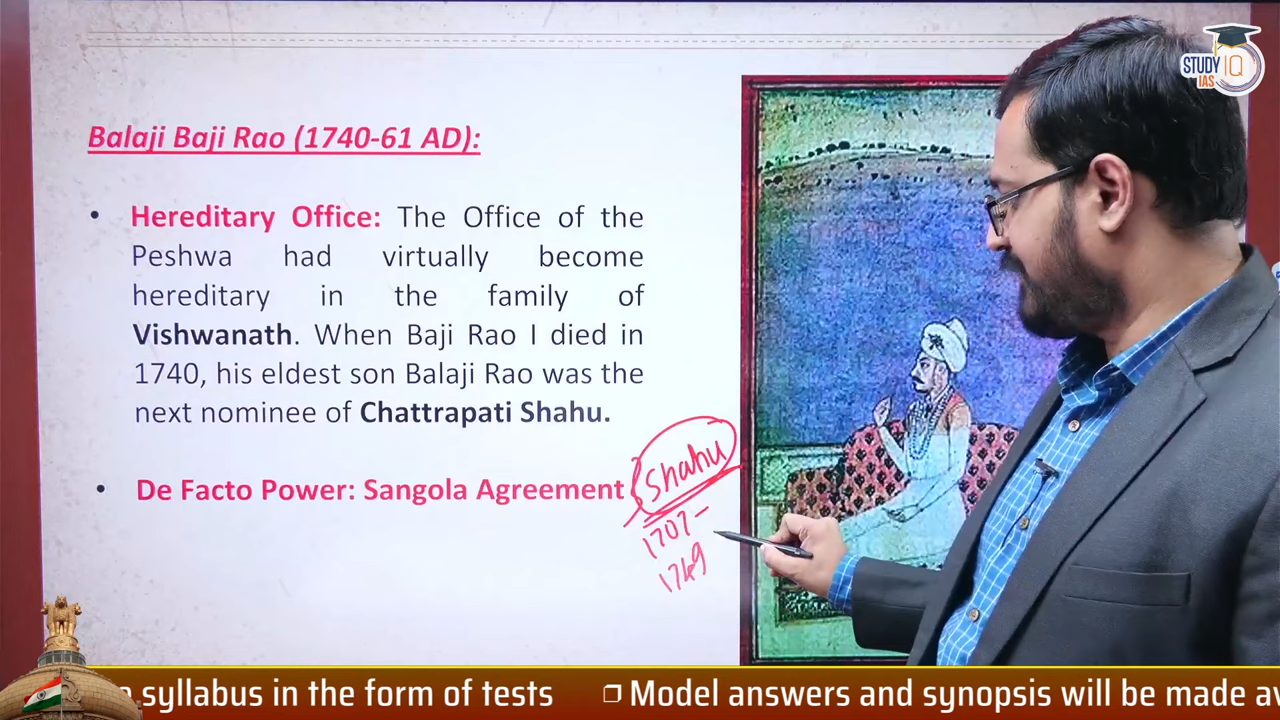 STUDY IQ
IAS
Balaji Baji Rao (1740-61 AD):
• Hereditary Office: The Office of the
Peshwa had virtually become
hereditary in the family of
Vishwanath. When Baji Rao I died in
1740, his eldest son Balaji Rao was the
next nominee of Chattrapati Shahu.
• De Facto Power: Sangola Agreement
Shahu
1707-
1749
syllabus in the form of tests ❐ Model answers and synopsis will be made av